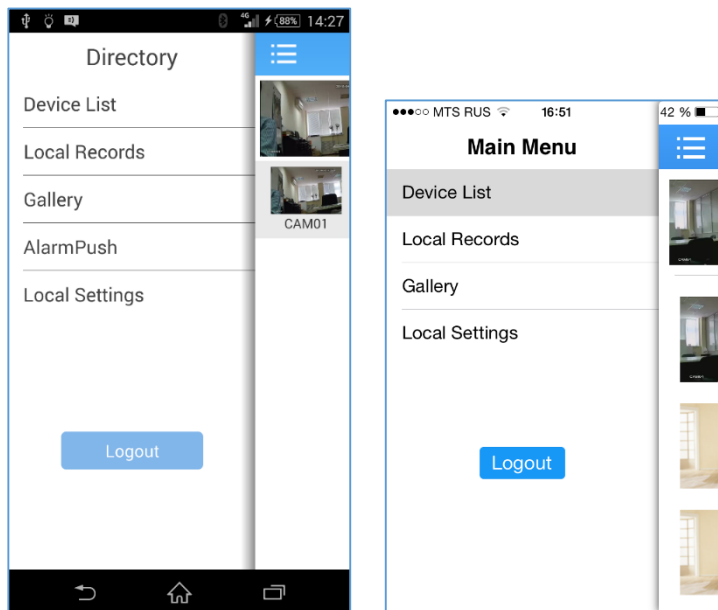 4G 88% 14:27
Directory
Device List
Local Records
Gallery
AlarmPush
Local Settings
CAM01
Logout
MTS RUS 16:51 42 %
Main Menu
Device List
Local Records
Gallery
Local Settings
Logout